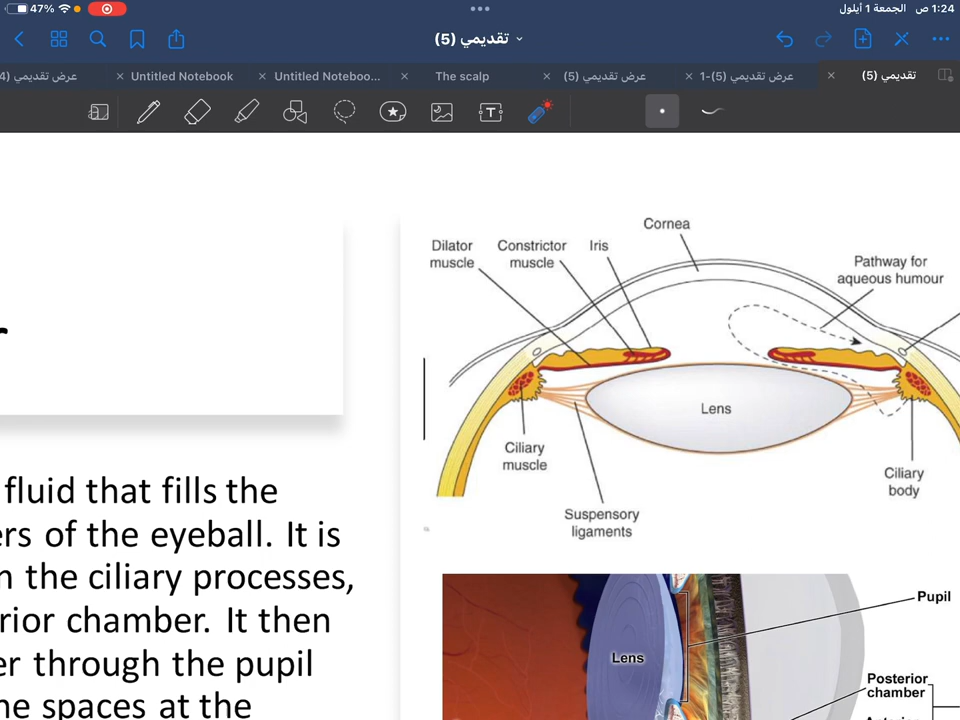 47%
1:24 ص الجمعة 1 أيلول
تقديمي (5)
عرض تقديمي (4
Untitled Notebook
Untitled Noteboo...
The scalp
عرض تقديمي (5)
عرض تقديمي (5)-1
تقديمي (5)
fluid that fills the
ers of the eyeball. It is
the ciliary processes,
rior chamber. It then
er through the pupil
spaces at the
Cornea
Dilator
muscle
Constrictor
muscle
Iris
Pathway for
aqueous humour
Lens
Ciliary
muscle
Suspensory
ligaments
Ciliary
body
Pupil
Lens
Posterior
chamber